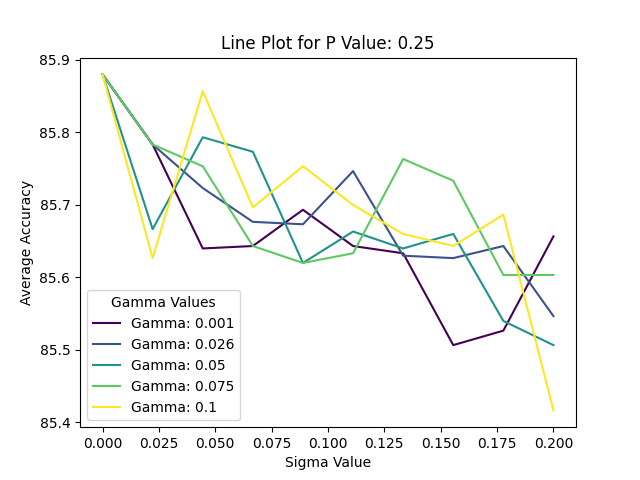 Line Plot for P Value: 0.25
85.9
85.8
85.7
85.6
85.5
85.4
Average Accuracy
Gamma Values
Gamma: 0.001
Gamma: 0.026
Gamma: 0.05
Gamma: 0.075
Gamma: 0.1
0.000 0.025 0.050 0.075 0.100 0.125 0.150 0.175 0.200
Sigma Value